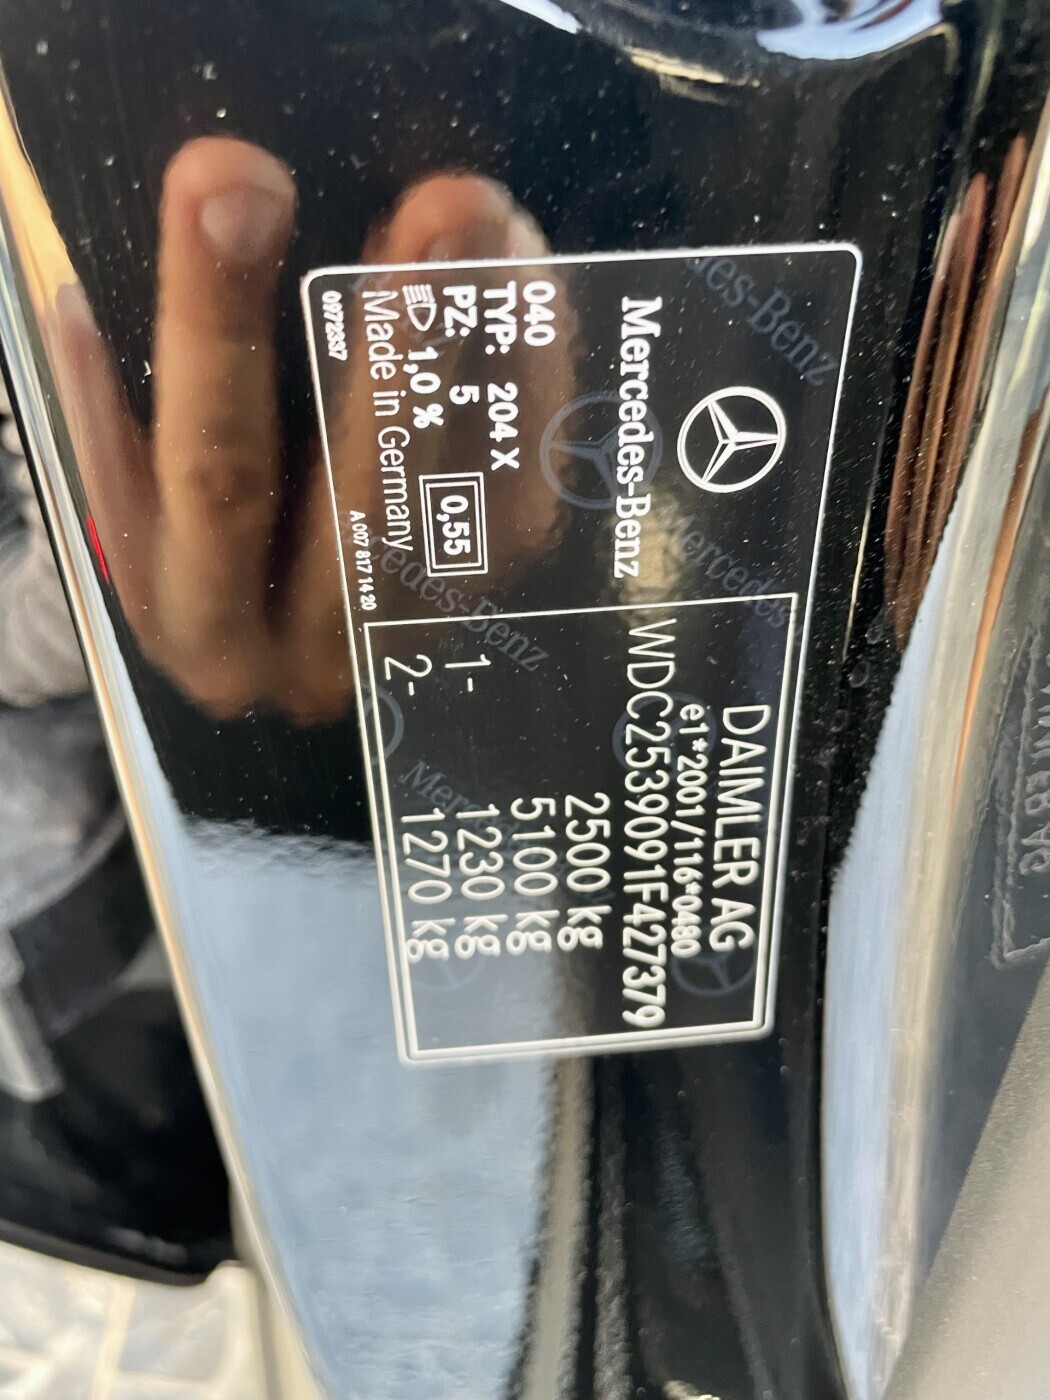 Mercedes-Benz
DAIMLER AG
e1*2001/116*0480
WDC2539091F427379
2500 kg
5100 kg
1- 1230 kg
2- 1270 kg
040
TYP: 204 X
PZ: 5
1,0 %
0,55
Made in Germany
A 007 817 14 20